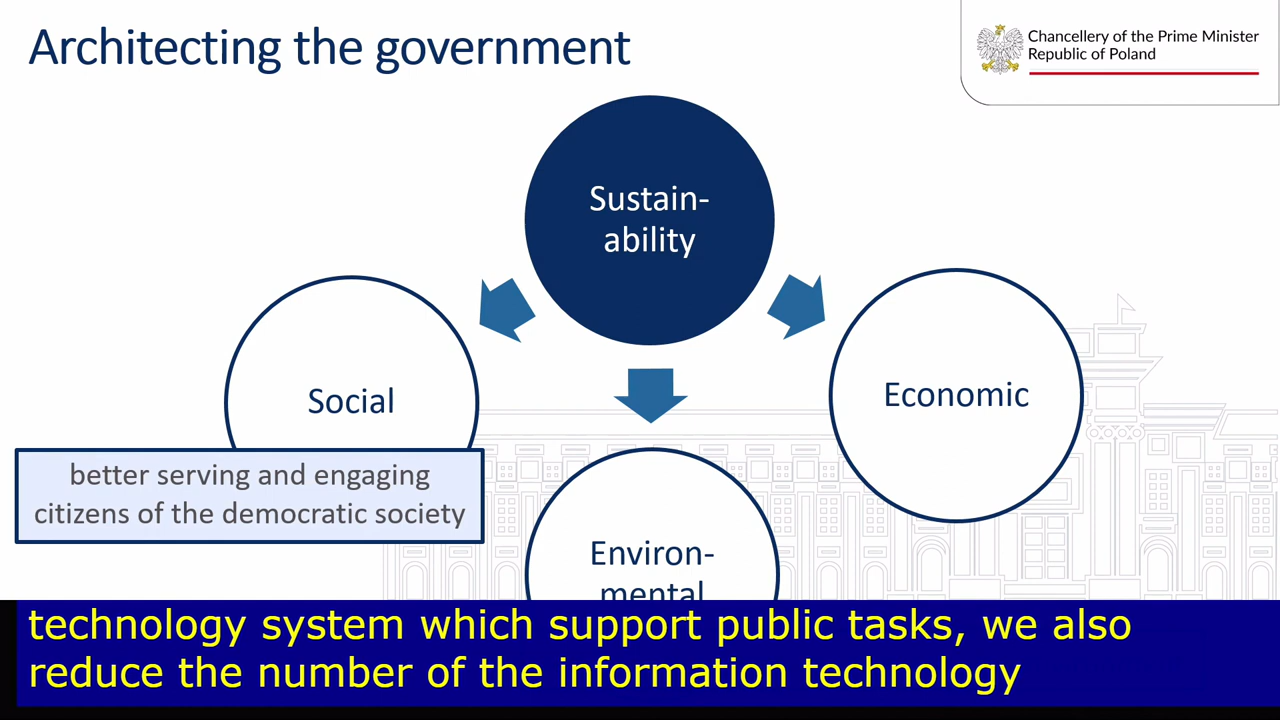 Architecting the government
Chancellery of the Prime Minister
Republic of Poland
Sustain-
ability
Social
Economic
better serving and engaging
citizens of the democratic society
Environ-
mental
technology system which support public tasks, we also
reduce the number of the information technology